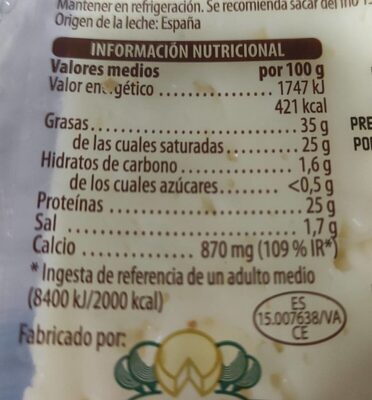 Mantener en refrigeración. Se recomienda sacar del frío
Origen de la leche: España
INFORMACIÓN NUTRICIONAL
Valores medios por 100 g
Valor energético ............... 1747 kJ
421 kcal
Grasas .......................... 35 g
de las cuales saturadas ........ 25 g
Hidratos de carbono ............ 1,6 g
de los cuales azúcares ....... <0,5 g
Proteínas ....................... 25 g
Sal ............................. 1,7 g
Calcio ............. 870 mg (109 % IR*)
* Ingesta de referencia de un adulto medio
(8400 kJ/2000 kcal)
ES
15.007638/VA
CE
Fabricado por: